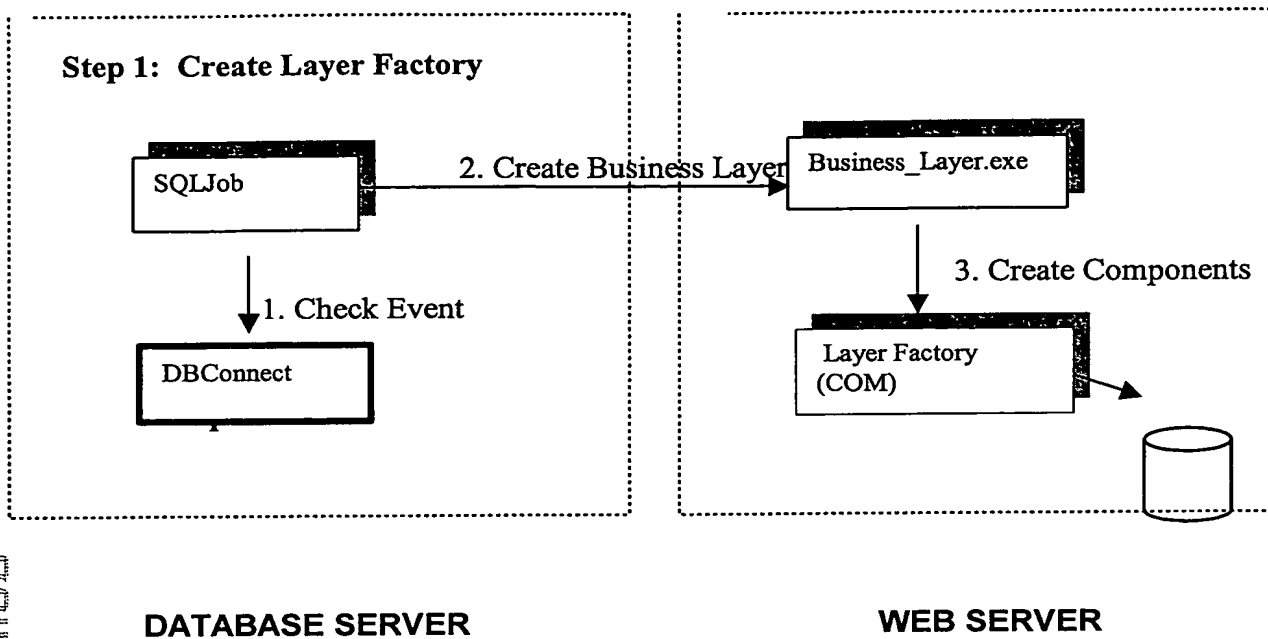 Step 1: Create Layer Factory
SQLJob
2. Create Business Layer
Business_Layer.exe
1. Check Event
3. Create Components
DBConnect
Layer Factory
(COM)
DATABASE SERVER
WEB SERVER